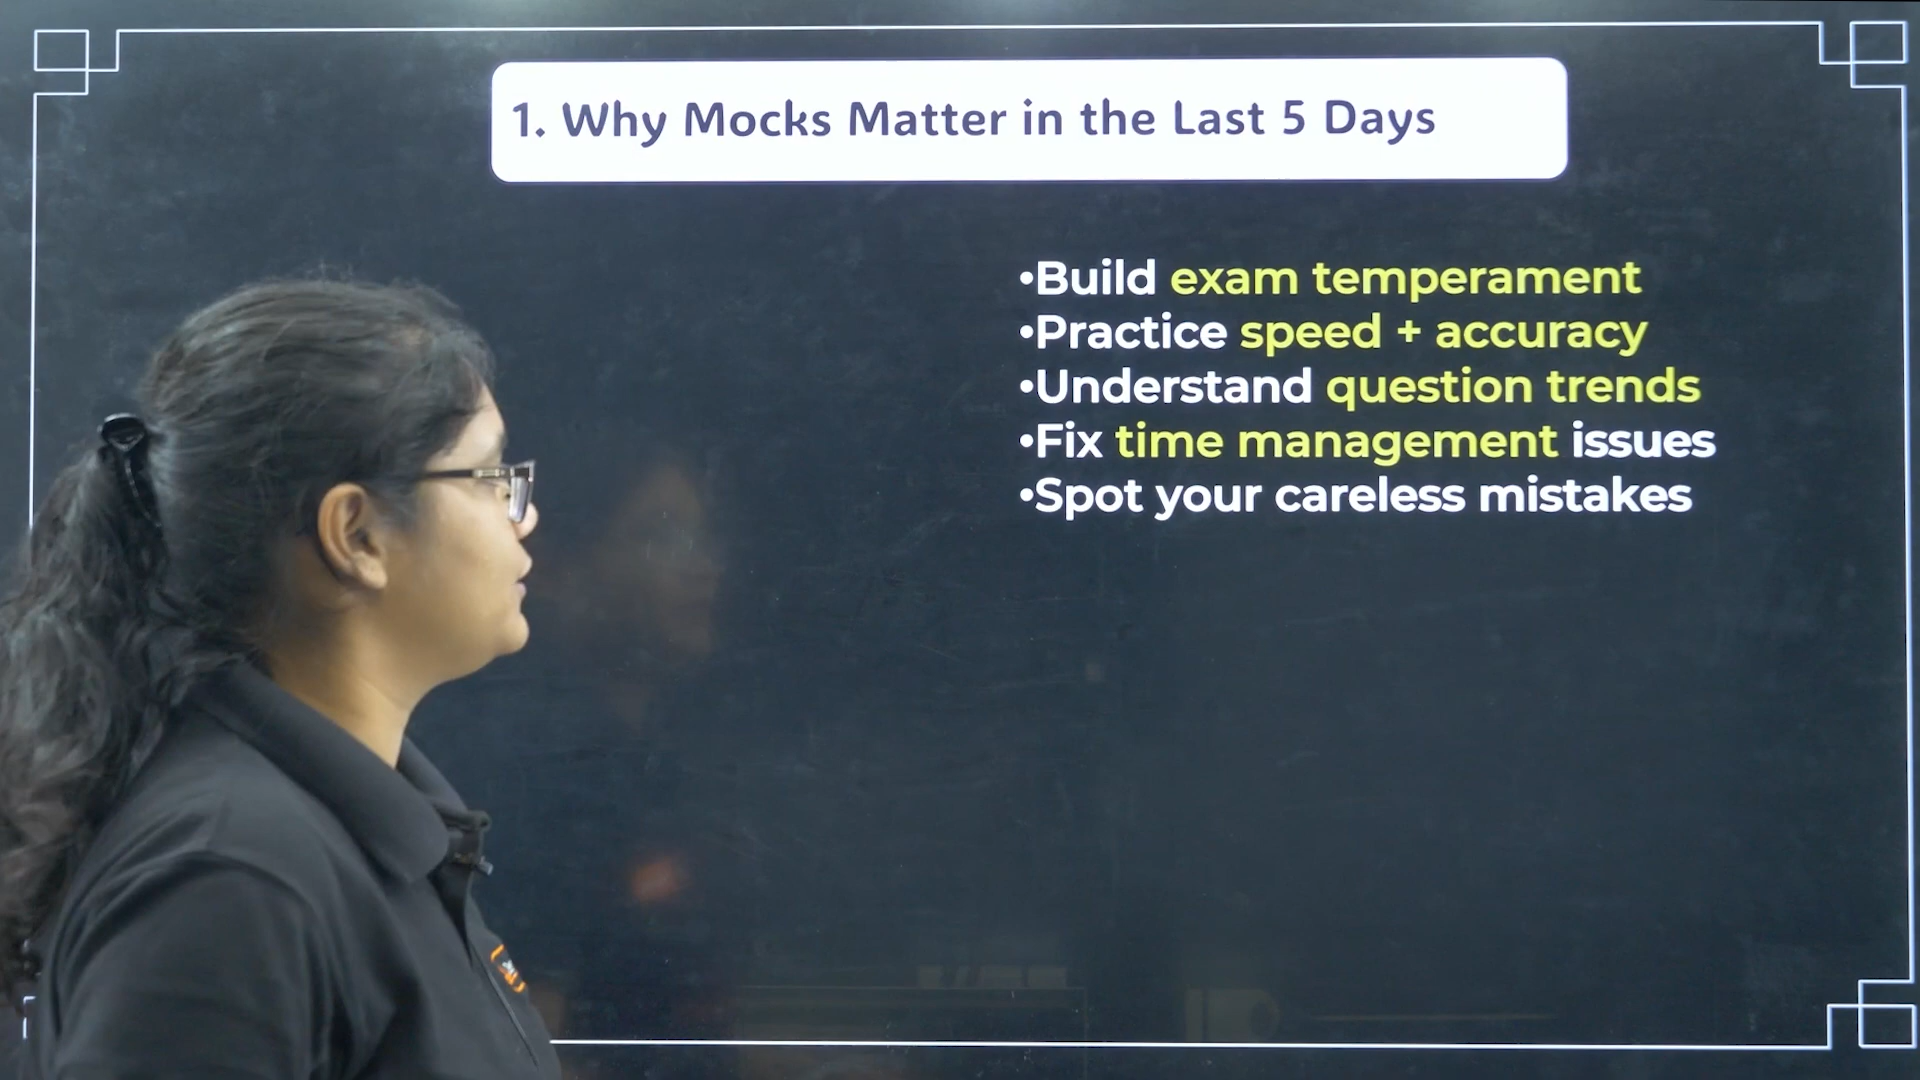 1. Why Mocks Matter in the Last 5 Days
•Build exam temperament
•Practice speed + accuracy
•Understand question trends
•Fix time management issues
•Spot your careless mistakes